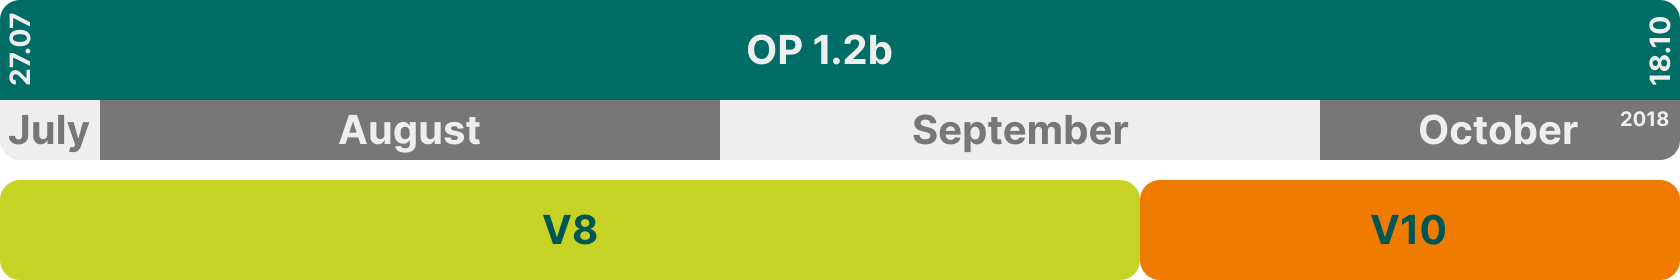 27.07
OP 1.2b
18.10
July
August
September
October
2018
V8
V10